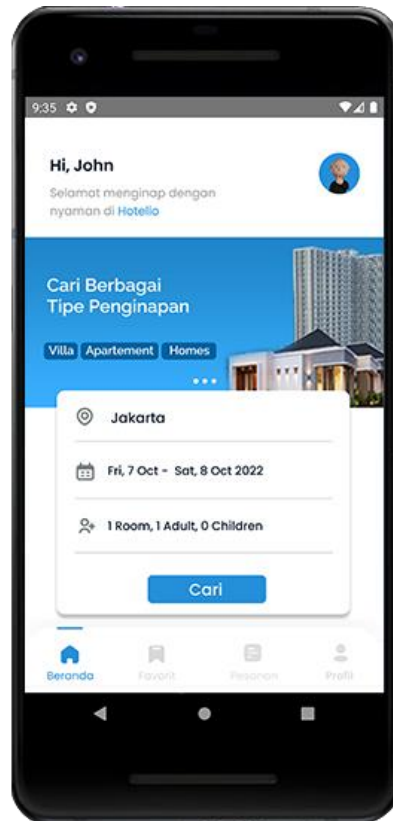 9:35
Hi, John
Selamat menginap dengan
nyaman di Hotelio
Cari Berbagai
Tipe Penginapan
Villa Apartement Homes
Jakarta
Fri, 7 Oct - Sat, 8 Oct 2022
1 Room, 1 Adult, 0 Children
Cari
Beranda Favorit Pesanan Profil